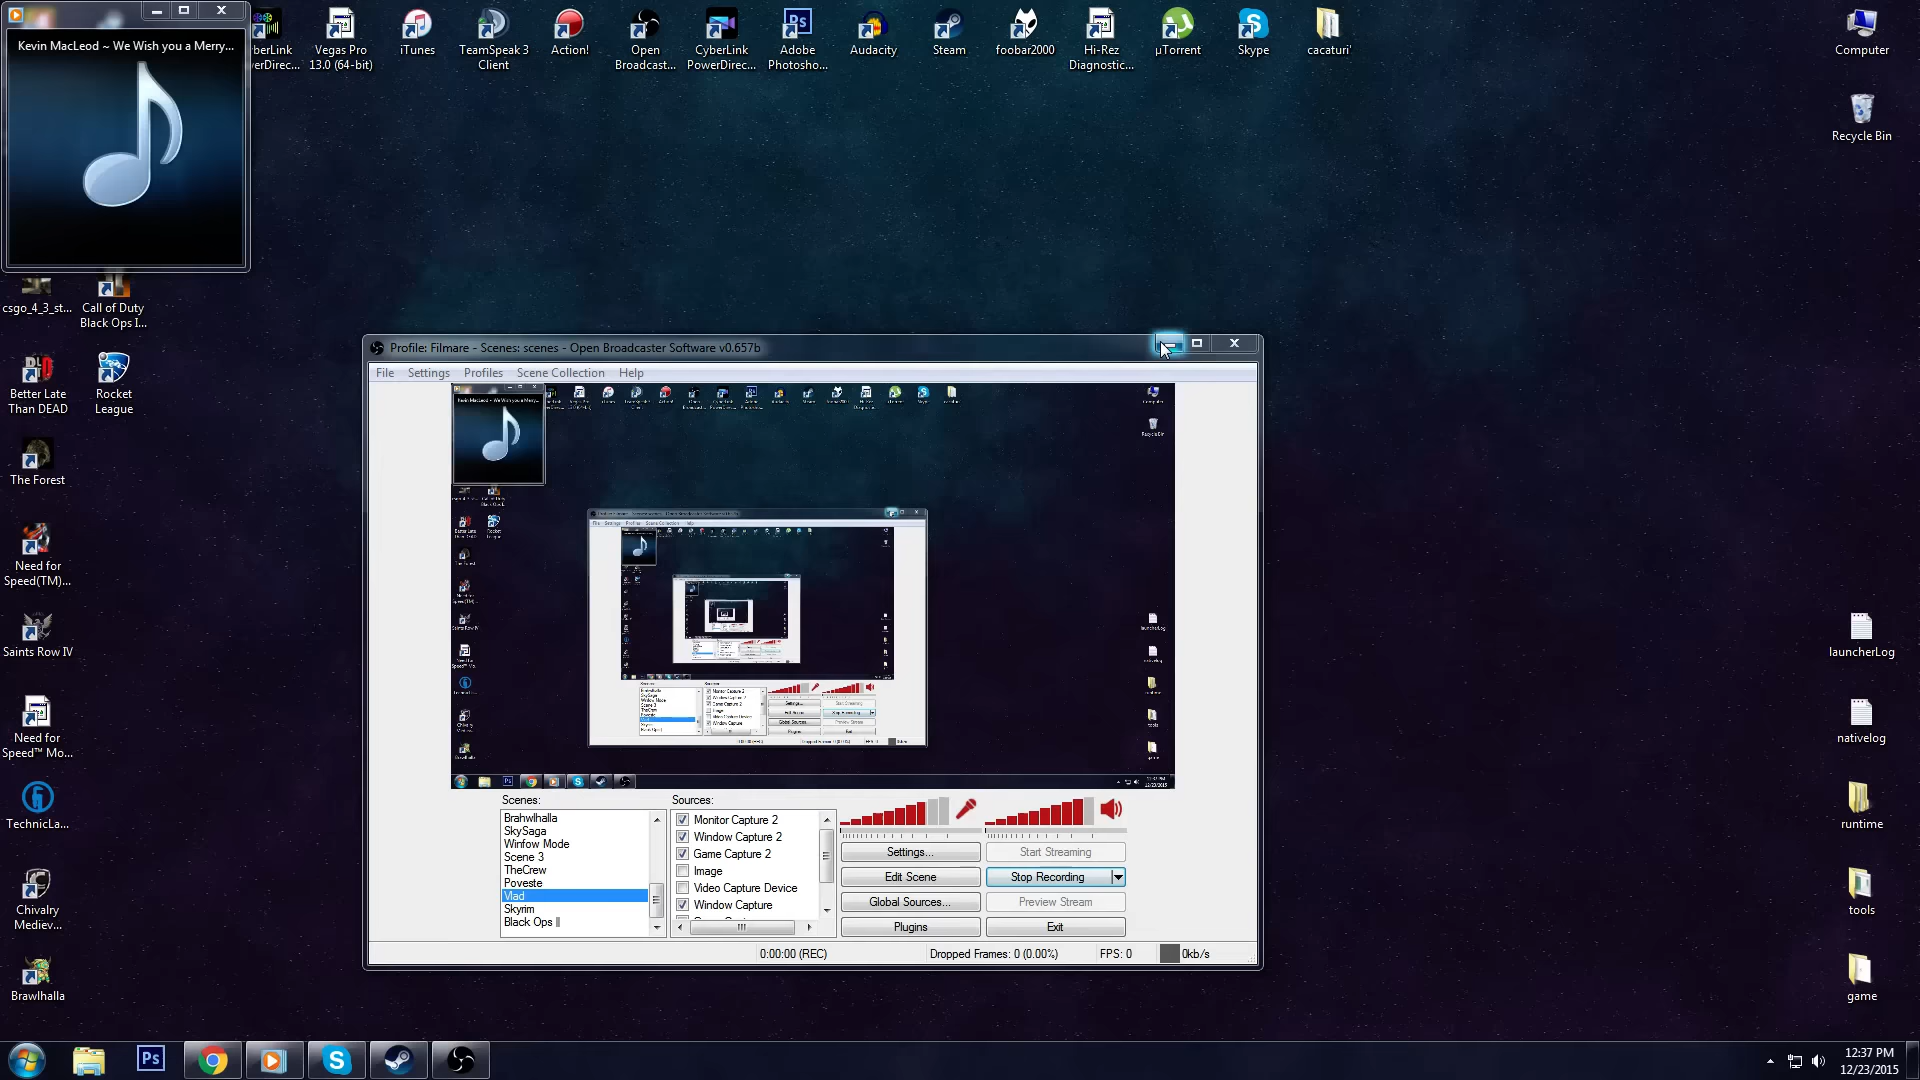 Kevin MacLeod ~ We Wish you a Merry...
berLink
werDirec...
Vegas Pro
13.0 (64-bit)
iTunes
TeamSpeak 3
Client
Action!
Open
Broadcast...
CyberLink
PowerDirec...
Adobe
Photosho...
Audacity
Steam
foobar2000
Hi-Rez
Diagnostic...
µTorrent
Skype
cacaturi'
Computer
Recycle Bin
csgo_4_3_st...
Call of Duty
Black Ops I...
Better Late
Than DEAD
Rocket
League
The Forest
Need for
Speed(TM)...
Saints Row IV
Need for
Speed™ Mo...
TechnicLa...
Chivalry
Mediev...
Brawlhalla
launcherLog
nativelog
runtime
tools
game
Profile: Filmare - Scenes: scenes - Open Broadcaster Software v0.657b
File Settings Profiles Scene Collection Help
Scenes:
Brahwlhalla
SkySaga
Winfow Mode
Scene 3
TheCrew
Poveste
Vlad
Skyrim
Black Ops II
Sources:
Monitor Capture 2
Window Capture 2
Game Capture 2
Image
Video Capture Device
Window Capture
Settings...
Start Streaming
Edit Scene
Stop Recording
Global Sources...
Preview Stream
Plugins
Exit
0:00:00 (REC)
Dropped Frames: 0 (0.00%)
FPS: 0
0kb/s
Ps
12:37 PM
12/23/2015